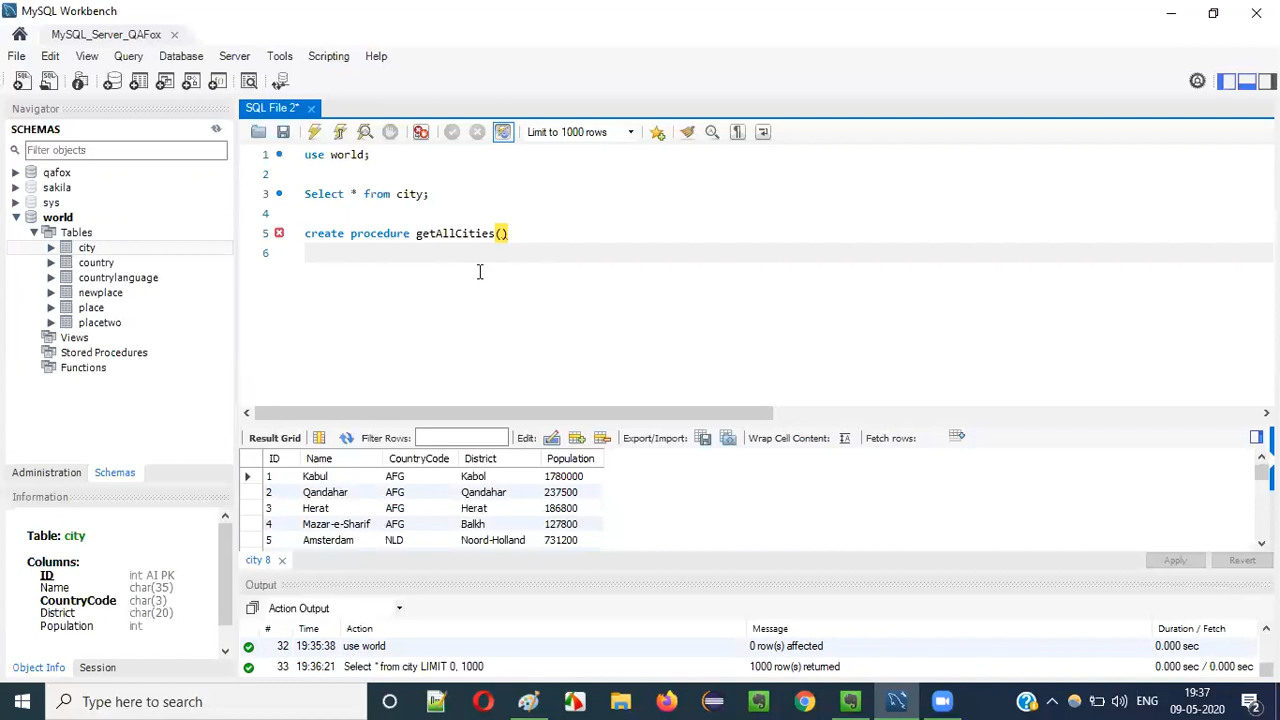 MySQL Workbench
MySQL_Server_QAFox
File Edit View Query Database Server Tools Scripting Help
Navigator
SCHEMAS
Filter objects
qafox
sakila
sys
world
Tables
city
country
countrylanguage
newplace
place
placetwo
Views
Stored Procedures
Functions
Administration Schemas
Information
Table: city
Columns:
ID int AI PK
Name char(35)
CountryCode char(3)
District char(20)
Population int
Object Info Session
SQL File 2*
Limit to 1000 rows
1 use world;
2
3 Select * from city;
4
5 create procedure getAllCities()
6
Result Grid Filter Rows: Edit: Export/Import: Wrap Cell Content: Fetch rows:
ID Name CountryCode District Population
1 Kabul AFG Kabol 1780000
2 Qandahar AFG Qandahar 237500
3 Herat AFG Herat 186800
4 Mazar-e-Sharif AFG Balkh 127800
5 Amsterdam NLD Noord-Holland 731200
city 8 Apply Revert
Output
Action Output
# Time Action Message Duration / Fetch
32 19:35:38 use world 0 row(s) affected 0.000 sec
33 19:36:21 Select * from city LIMIT 0, 1000 1000 row(s) returned 0.000 sec / 0.000 sec
Type here to search
ENG
19:37
09-05-2020
2